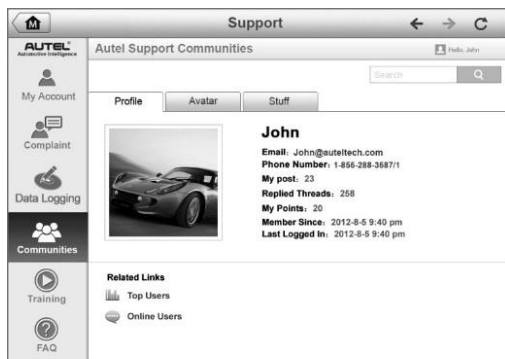 M
Support
AUTEL
Automotive Intelligence
Autel Support Communities
Hello, John
Search
My Account
Complaint
Data Logging
Communities
Training
FAQ
Profile
Avatar
Stuff
John
Email: John@auteltech.com
Phone Number: 1-855-288-3587/1
My post: 23
Replied Threads: 258
My Points: 20
Member Since: 2012-8-5 9:40 pm
Last Logged In: 2012-8-5 9:40 pm
Related Links
Top Users
Online Users